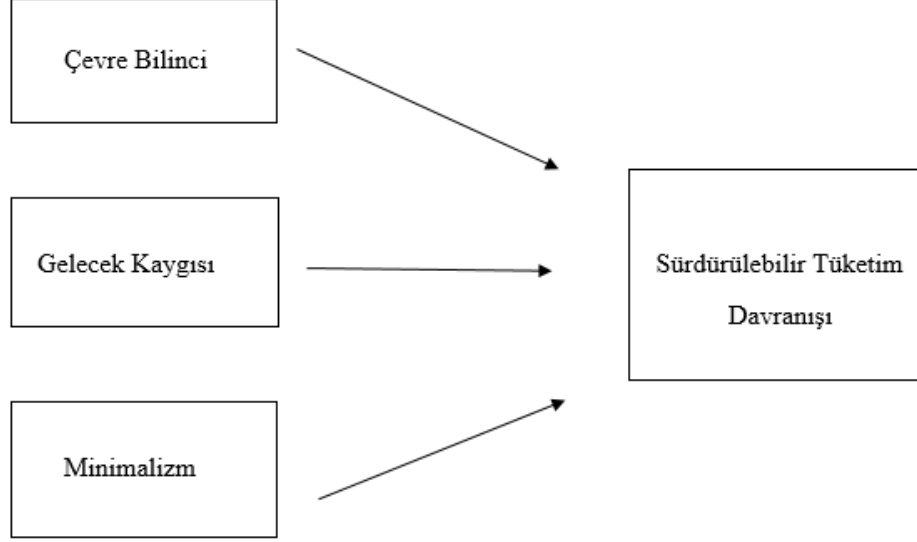 Çevre Bilinci
Gelecek Kaygısı
Sürdürülebilir Tüketim
Davranışı
Minimalizm